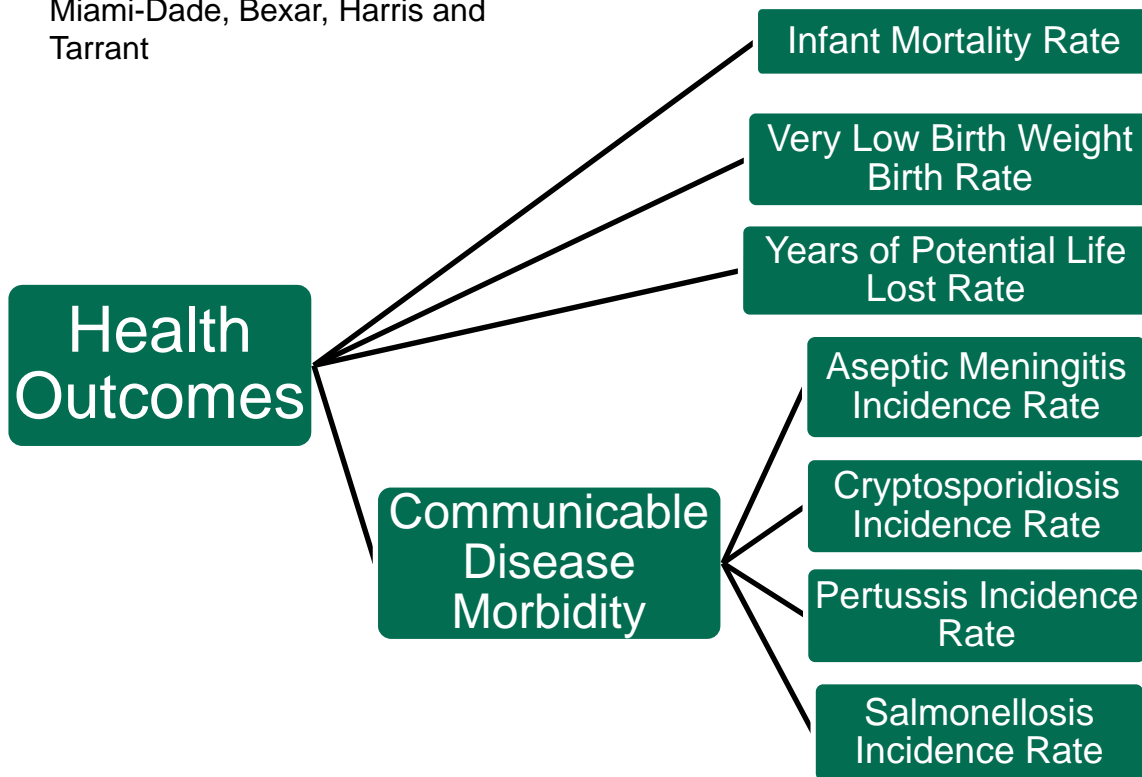 Miami-Dade, Bexar, Harris and
Tarrant
Infant Mortality Rate
Very Low Birth Weight
Birth Rate
Years of Potential Life
Lost Rate
Health
Outcomes
Aseptic Meningitis
Incidence Rate
Cryptosporidiosis
Incidence Rate
Communicable
Disease
Morbidity
Pertussis Incidence
Rate
Salmonellosis
Incidence Rate